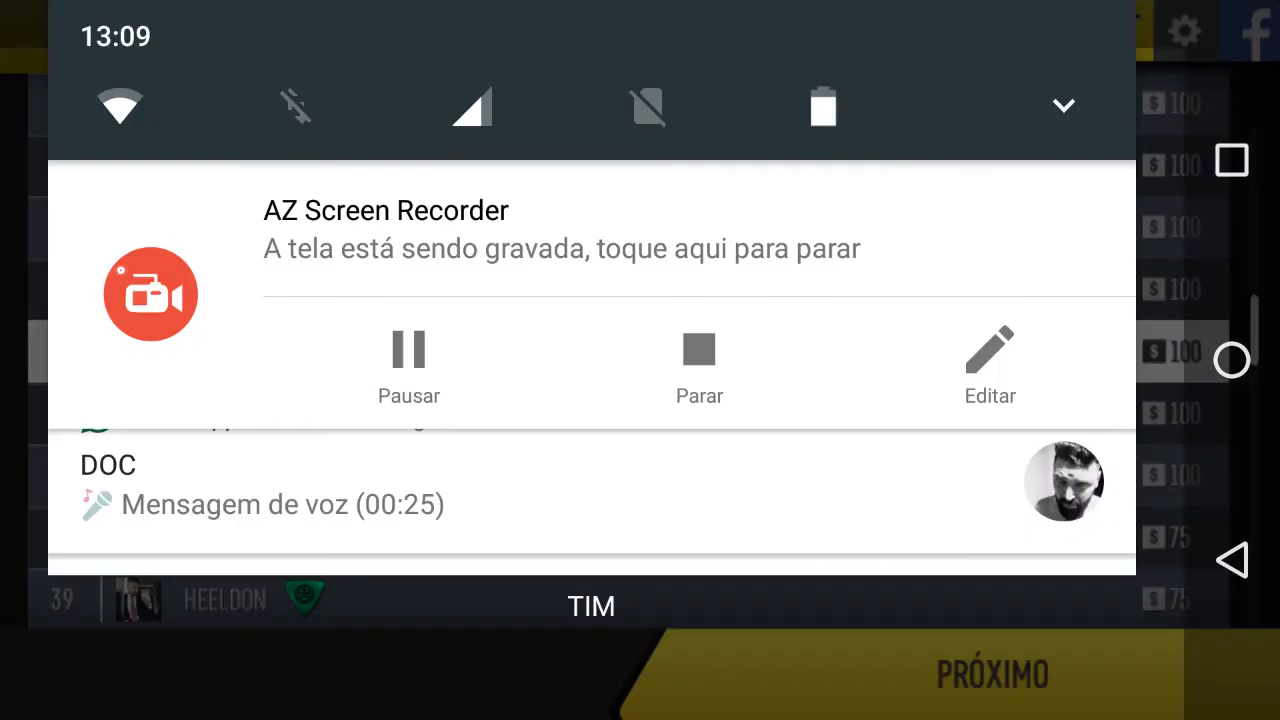 13:09
$ 100
AZ Screen Recorder
$ 100
A tela está sendo gravada, toque aqui para parar
$ 100
$ 100
$ 100
Pausar
Parar
Editar
$ 100
DOC
$ 100
Mensagem de voz (00:25)
$ 75
39
HEELDON
TIM
$ 75
PRÓXIMO